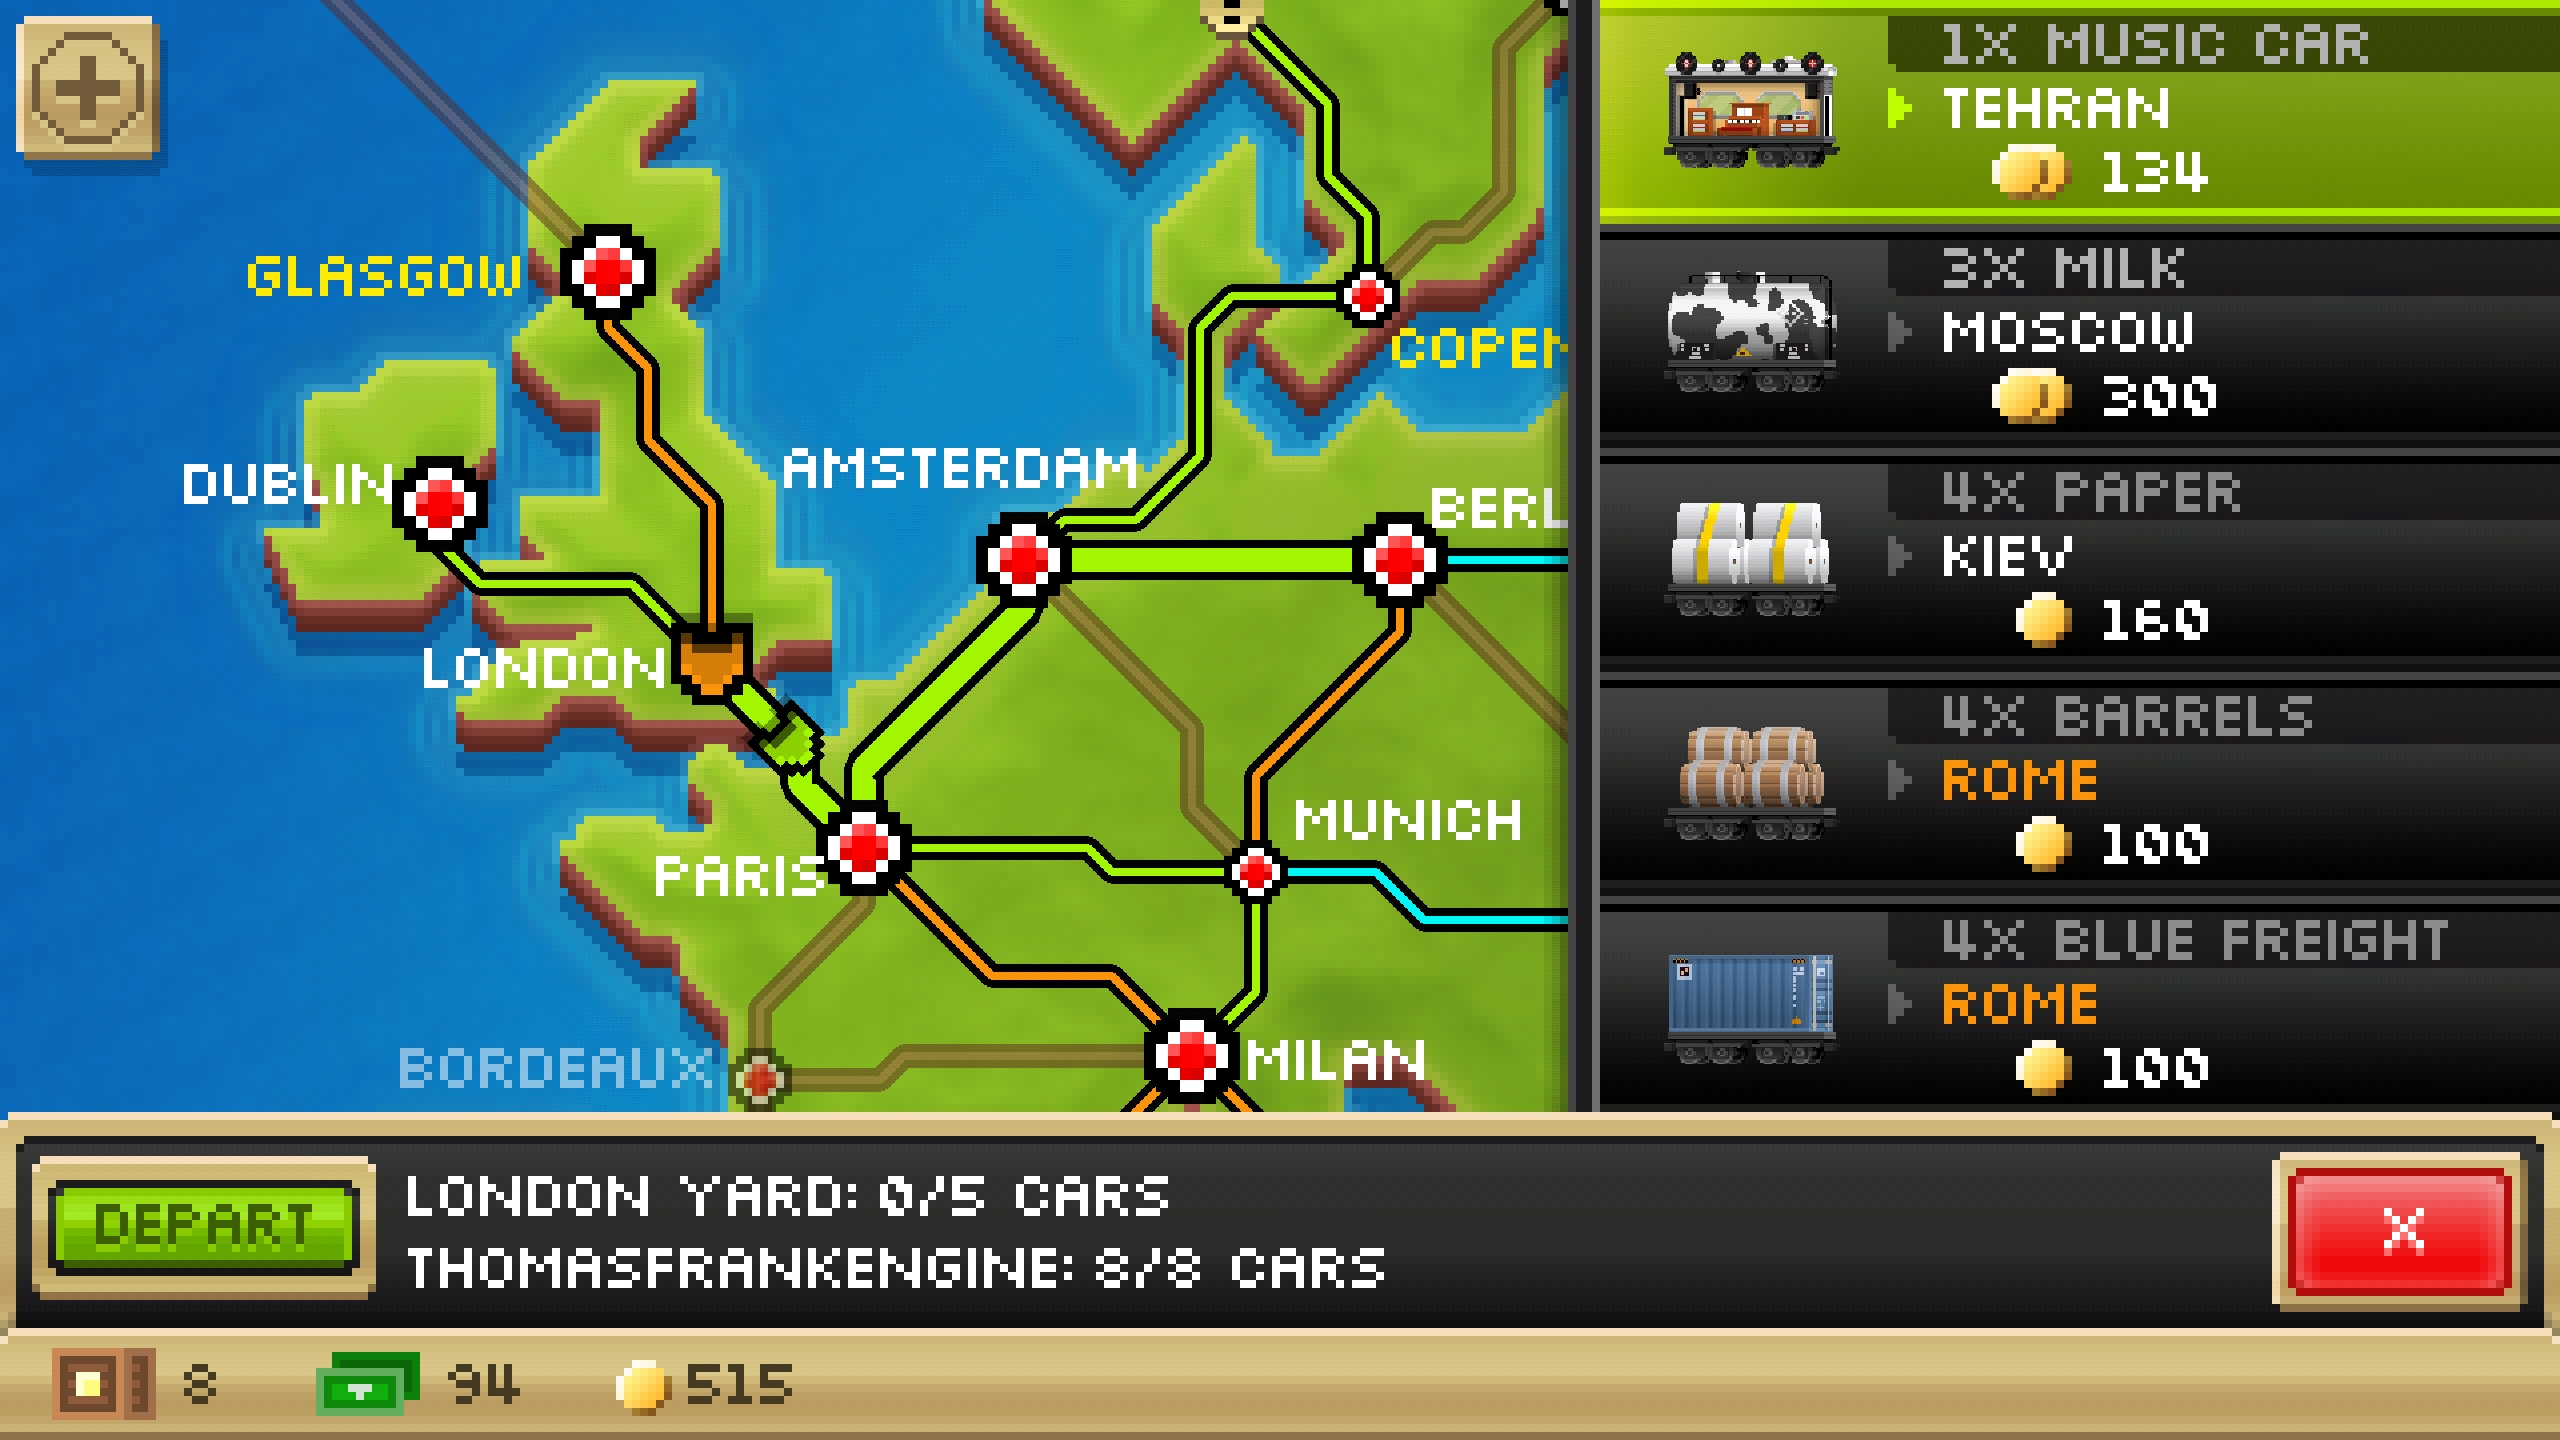 GLASGOW
COPEN
DUBLIN
AMSTERDAM
BERL
LONDON
MUNICH
PARIS
BORDEAUX
MILAN
1X MUSIC CAR
TEHRAN
134
3X MILK
MOSCOW
300
4X PAPER
KIEV
160
4X BARRELS
ROME
100
4X BLUE FREIGHT
ROME
100
DEPART
LONDON YARD: 0/5 CARS
THOMASFRANKENGINE: 8/8 CARS
X
8
94
515